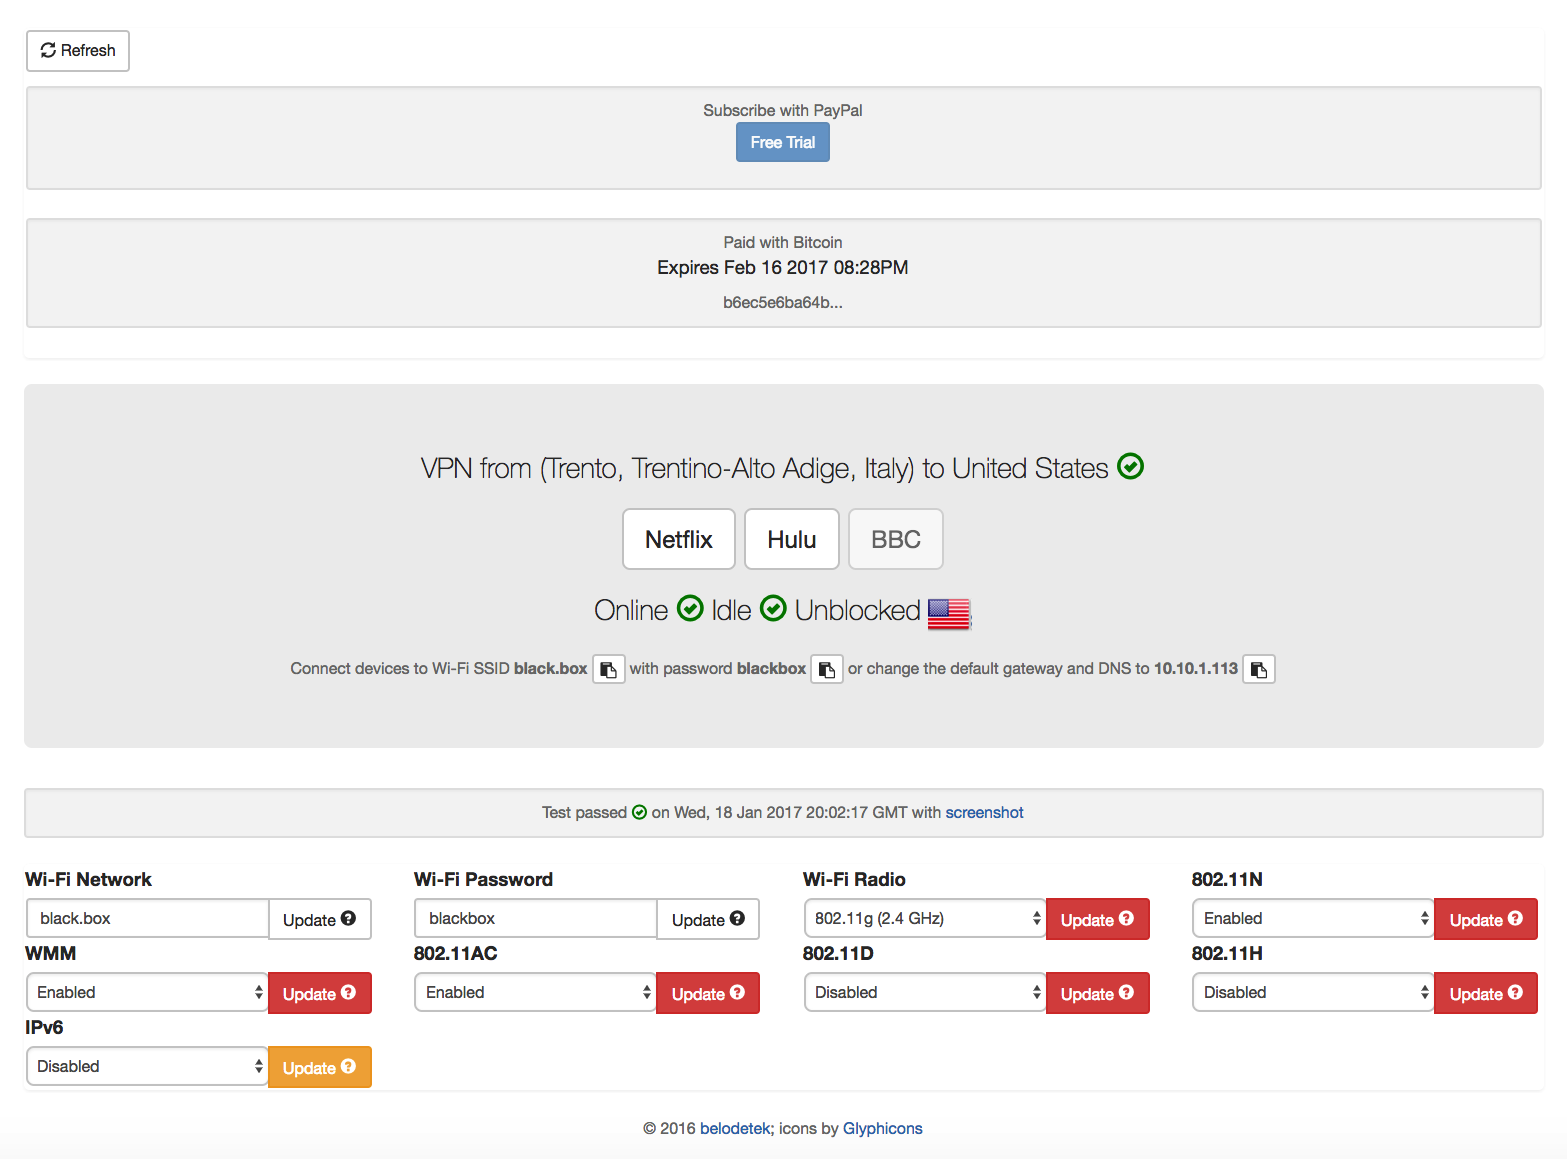 Refresh
Subscribe with PayPal
Free Trial
Paid with Bitcoin
Expires Feb 16 2017 08:28PM
b6ec5e6ba64b...
VPN from (Trento, Trentino-Alto Adige, Italy) to United States
Netflix Hulu BBC
Online Idle Unblocked
Connect devices to Wi-Fi SSID black.box with password blackbox or change the default gateway and DNS to 10.10.1.113
Test passed on Wed, 18 Jan 2017 20:02:17 GMT with screenshot
Wi-Fi Network Wi-Fi Password Wi-Fi Radio 802.11N
black.box Update blackbox Update 802.11g (2.4 GHz) Update Enabled Update
WMM 802.11AC 802.11D 802.11H
Enabled Update Enabled Update Disabled Update Disabled Update
IPv6
Disabled Update
© 2016 belodetek; icons by Glyphicons